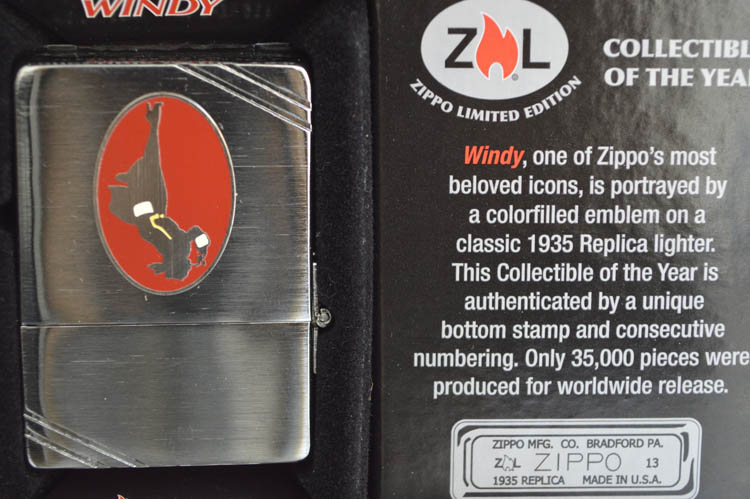 WINDY
ZL
ZIPPO LIMITED EDITION
COLLECTIBL
OF THE YEA
Windy, one of Zippo's most
beloved icons, is portrayed by
a colorfilled emblem on a
classic 1935 Replica lighter.
This Collectible of the Year is
authenticated by a unique
bottom stamp and consecutive
numbering. Only 35,000 pieces were
produced for worldwide release.
ZIPPO MFG. CO. BRADFORD PA.
ZL ZIPPO 13
1935 REPLICA MADE IN U.S.A.